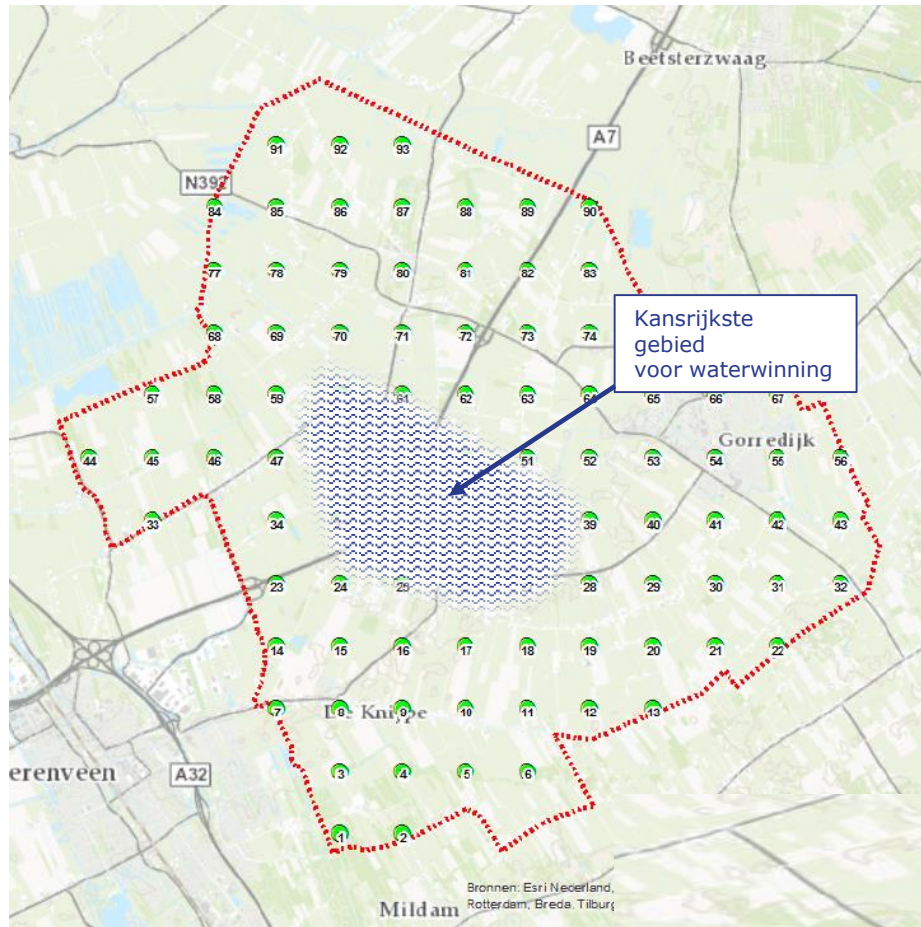 Beetsterzwaag
A7
91 92 93
N392
84 85 86 87 88 89 90
77 78 79 80 81 82 83
68 69 70 71 72 73 74
Kansrijkste
gebied
voor waterwinning
57 58 59 61 62 63 64 65 66 67
Gorredijk
44 45 46 47 51 52 53 54 55 56
33 34 39 40 41 42 43
23 24 25 28 29 30 31 32
14 15 16 17 18 19 20 21 22
7 8 9 10 11 12 13
De Knijpe
3 4 5 6
erenveen
A32
1 2
Bronnen: Esri Nederland,
Rotterdam, Breda, Tilburg
Mildam